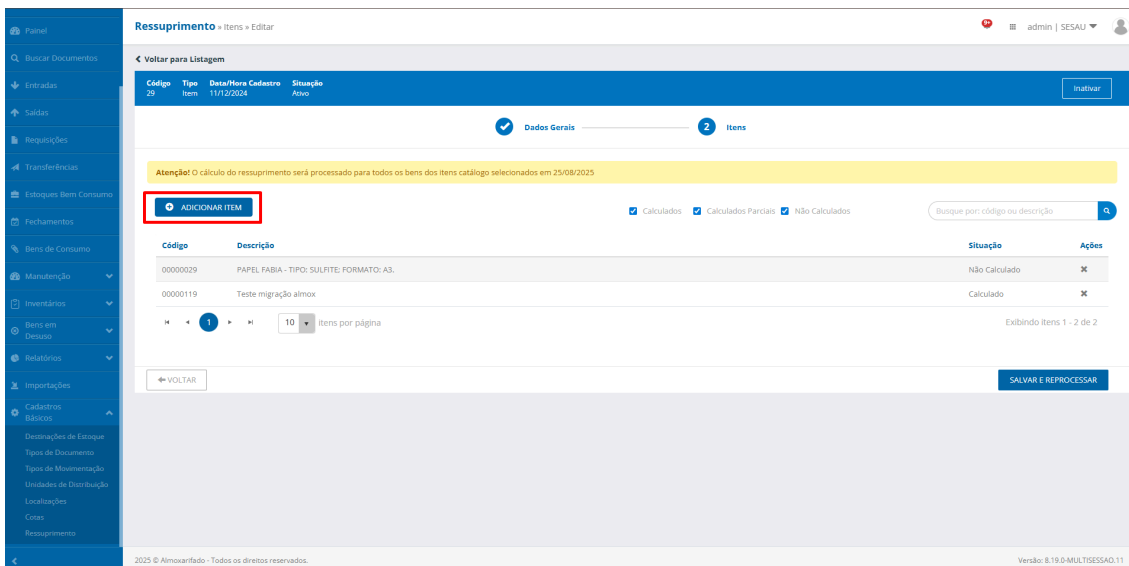 Painel
Buscar Documentos
Entradas
Saídas
Requisições
Transferências
Estoques Bem Consumo
Fechamentos
Bens de Consumo
Manutenção
Inventários
Bens em
Desuso
Relatórios
Importações
Cadastros
Básicos
Destinações de Estoque
Tipos de Documento
Tipos de Movimentação
Unidades de Distribuição
Localizações
Cotas
Ressuprimento
Ressuprimento » Itens » Editar
9+
admin | SESAU
Voltar para Listagem
Código Tipo Data/Hora Cadastro Situação
29 Item 11/12/2024 Ativo
Inativar
Dados Gerais 2 Itens
Atenção! O cálculo do ressuprimento será processado para todos os bens dos itens catálogo selecionados em 25/08/2025
ADICIONAR ITEM
Calculados Calculados Parciais Não Calculados
Busque por: código ou descrição
Código Descrição Situação Ações
00000029 PAPEL FABIA - TIPO: SULFITE; FORMATO: A3. Não Calculado
00000119 Teste migração almox Calculado
1 10 itens por página Exibindo itens 1 - 2 de 2
VOLTAR
SALVAR E REPROCESSAR
2025 © Almoxarifado - Todos os direitos reservados. Versão: 8.19.0-MULTISESSAO.11